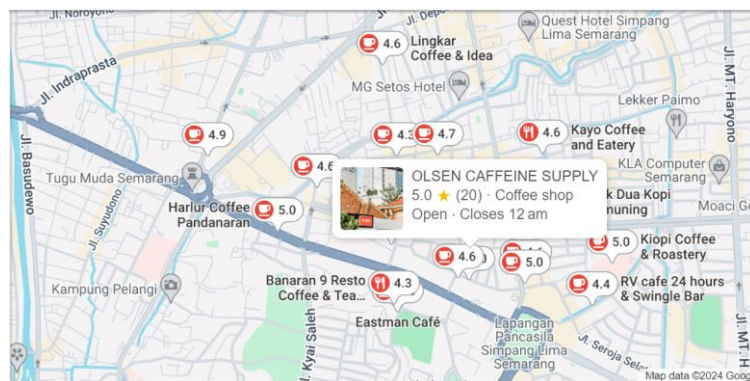 Jl. Noroyono
Quest Hotel Simpang
Lima Semarang
4.6
Lingkar
Coffee & Idea
Jl. Indraprasta
Jl. MT. Haryono
MG Setos Hotel
Lekker Paimo
4.9
4.3
4.7
4.6
Kayo Coffee
and Eatery
Jl. Basudewo
KLA Computer
Semarang
Tugu Muda Semarang
4.6
OLSEN CAFFEINE SUPPLY
5.0 ★ (20) · Coffee shop
Open · Closes 12 am
Dua Kopi
Jl. Suyudono
Harlur Coffee
Pandanaran
5.0
5.0
Klopi Coffee
& Roastery
4.6
5.0
Kampung Pelangi
Banaran 9 Resto
Coffee & Tea...
4.3
4.4
RV cafe 24 hours
& Swingle Bar
Eastman Café
Jl. Kyai Saleh
Lapangan
Pancasila
Simpang Lima
Semarang
Jl. Seroja
Map data ©2024